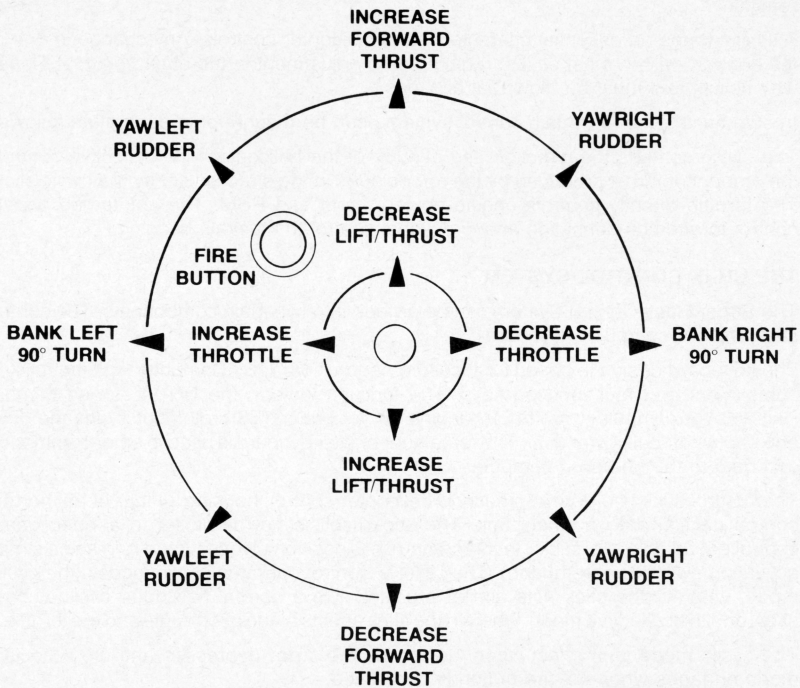 INCREASE
FORWARD
THRUST
YAWLEFT
RUDDER
YAWRIGHT
RUDDER
DECREASE
LIFT/THRUST
FIRE
BUTTON
BANK LEFT
90° TURN
INCREASE
THROTTLE
DECREASE
THROTTLE
BANK RIGHT
90° TURN
INCREASE
LIFT/THRUST
YAWLEFT
RUDDER
YAWRIGHT
RUDDER
DECREASE
FORWARD
THRUST